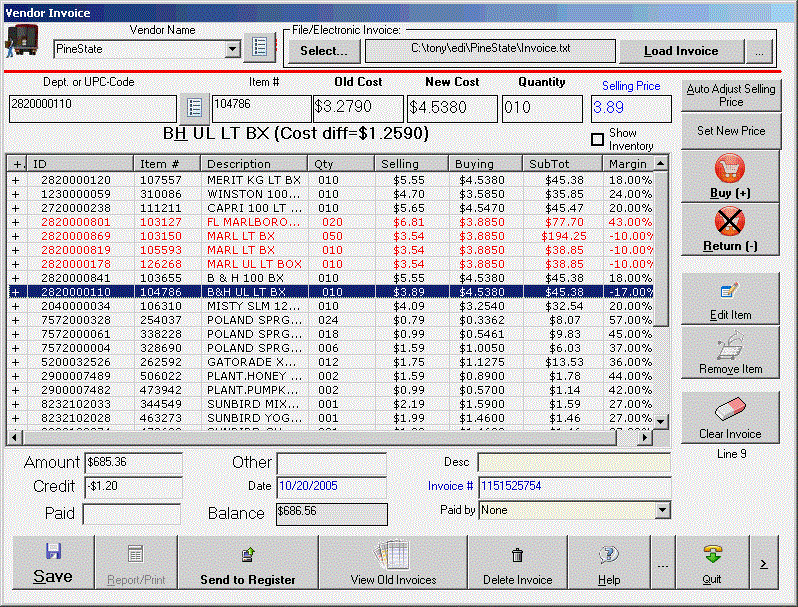 Vendor Invoice
Vendor Name
File/Electronic Invoice:
PineState
Select...
C:\tony\edi\PineState\Invoice.txt
Load Invoice
...
Dept. or UPC-Code
Item #
Old Cost
New Cost
Quantity
Selling Price
Auto Adjust Selling Price
2820000110
104786
$3.2790
$4.5380
010
3.89
BH UL LT BX (Cost diff=$1.2590)
Show Inventory
Set New Price
+. ID Item # Description Qty Selling Buying SubTot Margin
+ 2820000120 107557 MERIT KG LT BX 010 $5.55 $4.5380 $45.38 18.00%
+ 1230000059 310086 WINSTON 100... 010 $4.70 $3.5850 $35.85 24.00%
+ 2720000238 111211 CAPRI 100 LT ... 010 $5.65 $4.5470 $45.47 20.00%
+ 2820000801 103127 FL MARLBORO... 020 $6.81 $3.8850 $77.70 43.00%
+ 2820000869 103150 MARL LT BX 050 $3.54 $3.8850 $194.25 -10.00%
+ 2820000819 105593 MARL LT BX 010 $3.54 $3.8850 $38.85 -10.00%
+ 2820000178 126268 MARL UL LT BOX 010 $3.54 $3.8850 $38.85 -10.00%
+ 2820000841 103655 B & H 100 BX 010 $5.55 $4.5380 $45.38 18.00%
+ 2820000110 104786 B&H UL LT BX 010 $3.89 $4.5380 $45.38 -17.00%
+ 2040000034 106310 MISTY SLM 12... 010 $4.09 $3.2540 $32.54 20.00%
+ 7572000328 254037 POLAND SPRG... 024 $0.79 $0.3362 $8.07 57.00%
+ 7572000061 338228 POLAND SPRG... 018 $0.99 $0.5461 $9.83 45.00%
+ 7572000004 328690 POLAND SPRG... 006 $1.59 $1.0050 $6.03 37.00%
+ 5200032526 262592 GATORADE X... 012 $1.75 $1.1275 $13.53 36.00%
+ 2900007489 506022 PLANT.HONEY ... 002 $1.59 $0.8900 $1.78 44.00%
+ 2900007482 473942 PLANT.PUMPK... 002 $0.99 $0.5700 $1.14 42.00%
+ 8232102033 344549 SUNBIRD MIX... 001 $2.19 $1.5900 $1.59 27.00%
+ 8232102028 463273 SUNBIRD YOG... 001 $1.99 $1.4600 $1.46 27.00%
Buy (+)
Return (-)
Edit Item
Remove Item
Clear Invoice
Line 9
Amount $685.36
Other
Desc
Credit -$1.20
Date 10/20/2005
Invoice # 1151525754
Paid
Balance $686.56
Paid by None
Save
Report/Print
Send to Register
View Old Invoices
Delete Invoice
Help
...
Quit
>